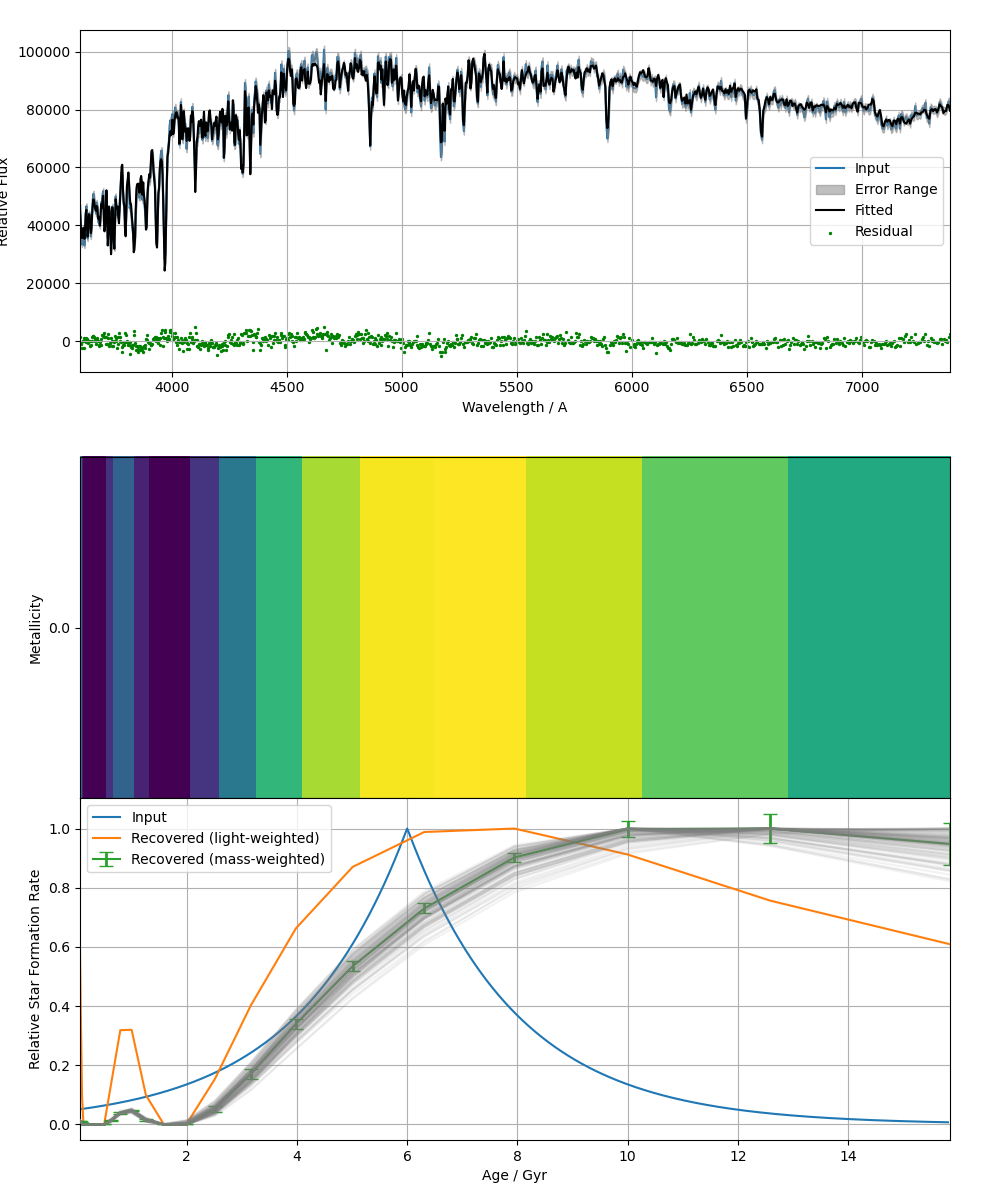 100000
80000
60000
40000
20000
0
Relative Flux
Input
Error Range
Fitted
Residual
4000 4500 5000 5500 6000 6500 7000
Wavelength / A
Metallicity
0.0
Input
Recovered (light-weighted)
Recovered (mass-weighted)
1.0
0.8
0.6
0.4
0.2
0.0
Relative Star Formation Rate
2 4 6 8 10 12 14
Age / Gyr